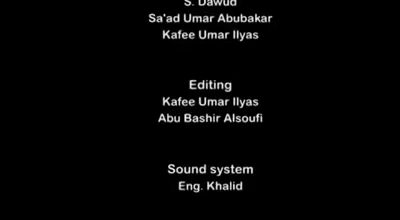 S. Dawud
Sa'ad Umar Abubakar
Kafee Umar Ilyas
Editing
Kafee Umar Ilyas
Abu Bashir Alsoufi
Sound system
Eng. Khalid